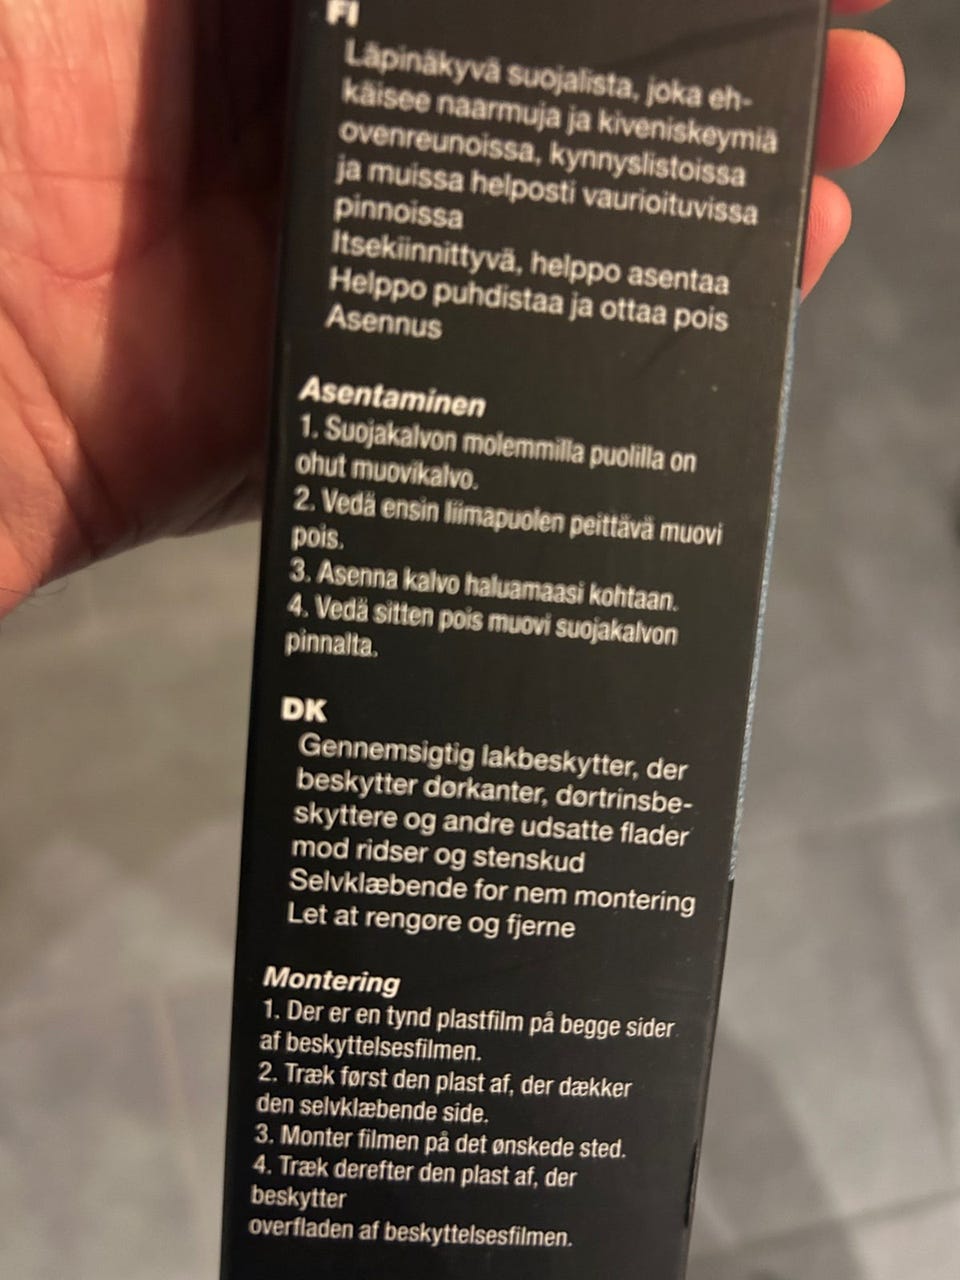 FI
Läpinäkyvä suojalista, joka eh-
käisee naarmuja ja kiveniskeymiä
ovenreunoissa, kynnyslistoissa
ja muissa helposti vaurioituvissa
pinnoissa
Itsekiinnittyvä, helppo asentaa
Helppo puhdistaa ja ottaa pois
Asennus
Asentaminen
1. Suojakalvon molemmilla puolilla on
ohut muovikalvo.
2. Vedä ensin liimapuolen peittävä muovi
pois.
3. Asenna kalvo haluamaasi kohtaan.
4. Vedä sitten pois muovi suojakalvon
pinnalta.
DK
Gennemsigtig lakbeskytter, der
beskytter dørkanter, dørtrinsbe-
skyttere og andre udsatte flader
mod ridser og stenskud
Selvklæbende for nem montering
Let at rengøre og fjerne
Montering
1. Der er en tynd plastfilm på begge sider
af beskyttelsesfilmen.
2. Træk først den plast af, der dækker
den selvklæbende side.
3. Monter filmen på det ønskede sted.
4. Træk derefter den plast af, der
beskytter
overfladen af beskyttelsesfilmen.